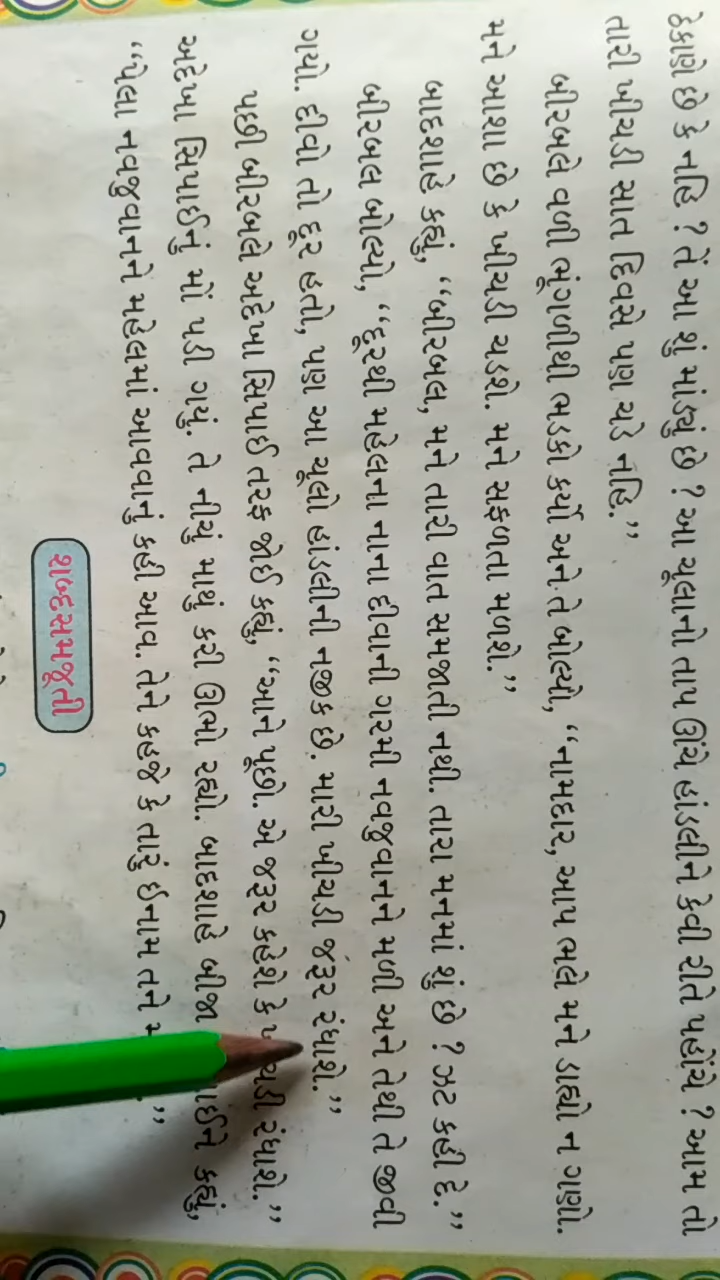 ઠેકાણે છે કે નહિ ? તેં આ શું માંડ્યું છે ? આ ચૂલાનો તાપ ઊંચે હાંડલીને કેવી રીતે પહોંચે ? આમ તો
તારી ખીચડી સાત દિવસે પણ ચડે નહિ.”
બીરબલે વળી ભૂંગળીથી ભડકો કર્યો અને તે બોલ્યો, “નામદાર, આપ ભલે મને ડાહ્યો ન ગણો.
મને આશા છે કે ખીચડી ચડશે. મને સફળતા મળશે.”
બાદશાહે કહ્યું, “બીરબલ, મને તારી વાત સમજાતી નથી. તારા મનમાં શું છે ? ઝટ કહી દે.”
બીરબલ બોલ્યો, “દૂરથી મહેલના નાના દીવાની ગરમી નવજુવાનને મળી અને તેથી તે જીવી
ગયો. દીવો તો દૂર હતો, પણ આ ચૂલો હાંડલીની નજીક છે. મારી ખીચડી જરૂર રંધાશે.”
પછી બીરબલે અદેખા સિપાઈ તરફ જોઈ કહ્યું, “આને પૂછો. એ જરૂર કહેશે કે રંધાશે.”
અદેખા સિપાઈનું મોં પડી ગયું. તે નીચું માથું કરી ઊભો રહ્યો. બાદશાહે બીજા કહ્યું,
“પેલા નવજુવાનને મહેલમાં આવવાનું કહી આવ. તેને કહજે કે તારું ઈનામ તને ”
શબ્દસમજૂતી